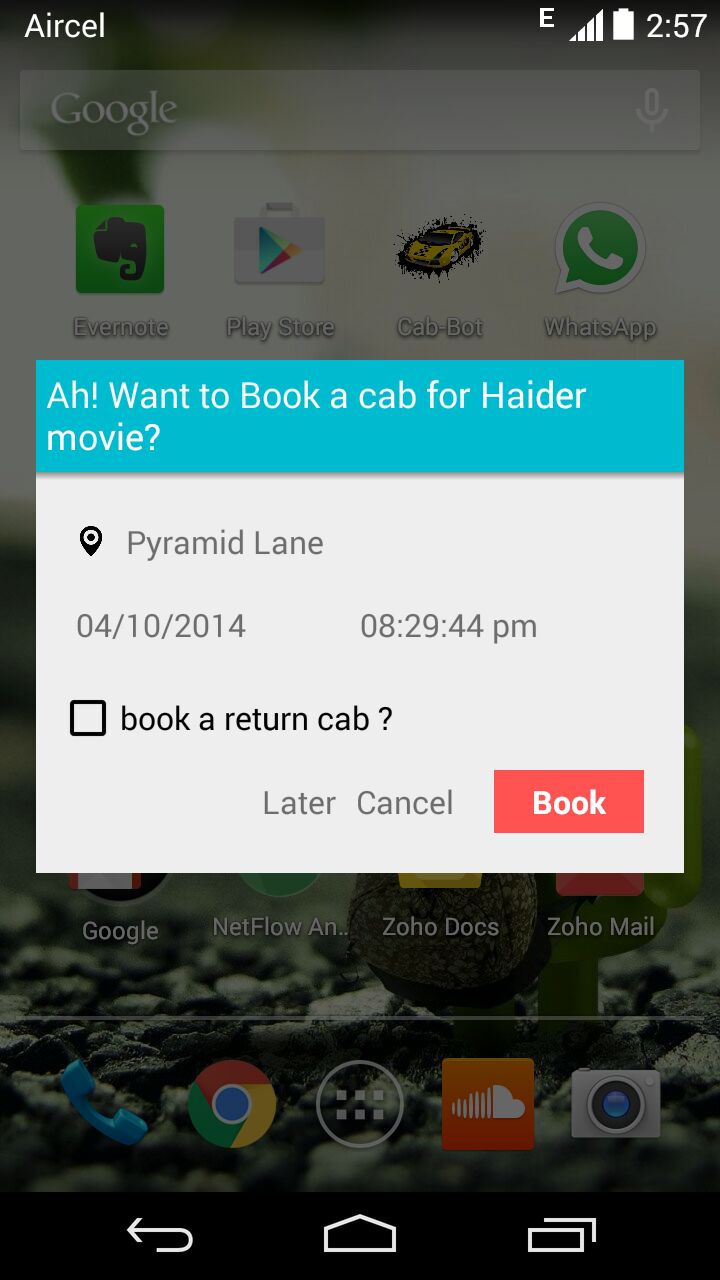 Aircel
E
2:57
Google
Evernote
Play Store
Cab-Bot
WhatsApp
Ah! Want to Book a cab for Haider
movie?
Pyramid Lane
04/10/2014
08:29:44 pm
book a return cab ?
Later
Cancel
Book
Google
NetFlow An..
Zoho Docs
Zoho Mail